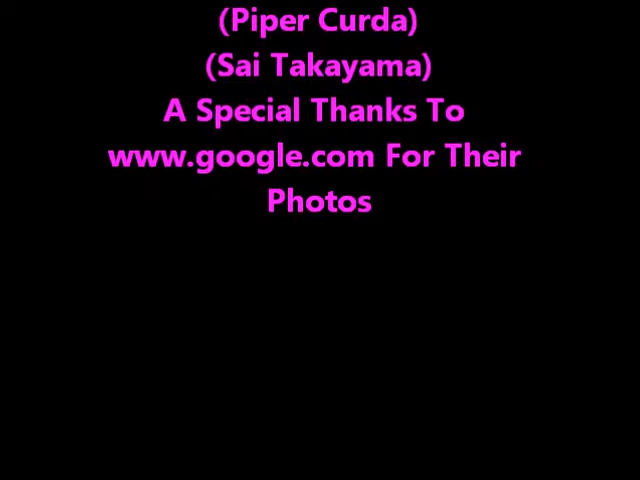 (Piper Curda)
(Sai Takayama)
A Special Thanks To
www.google.com For Their
Photos